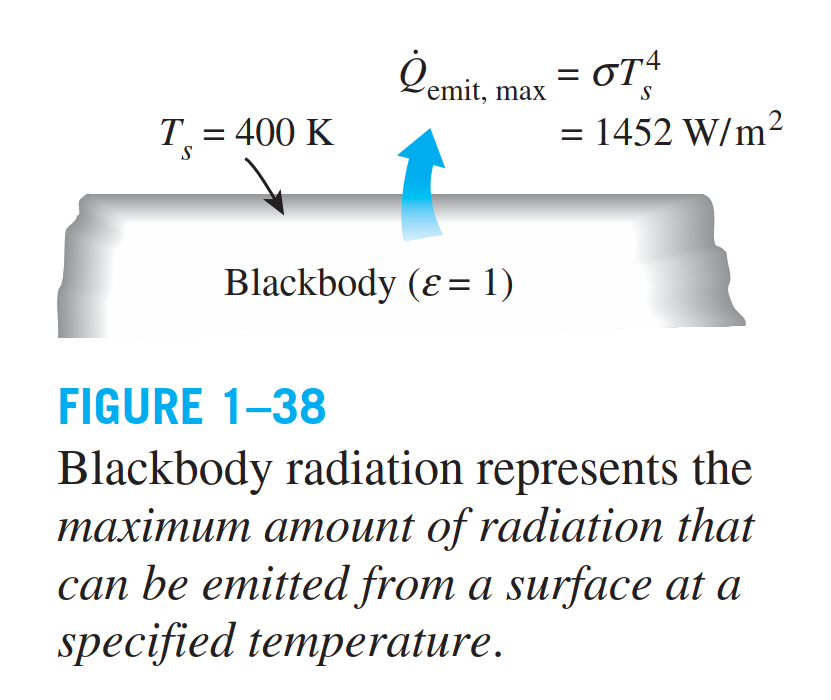 Q̇emit, max = σTs⁴
Ts = 400 K
= 1452 W/m²
Blackbody (ε = 1)
FIGURE 1–38
Blackbody radiation represents the
maximum amount of radiation that
can be emitted from a surface at a
specified temperature.